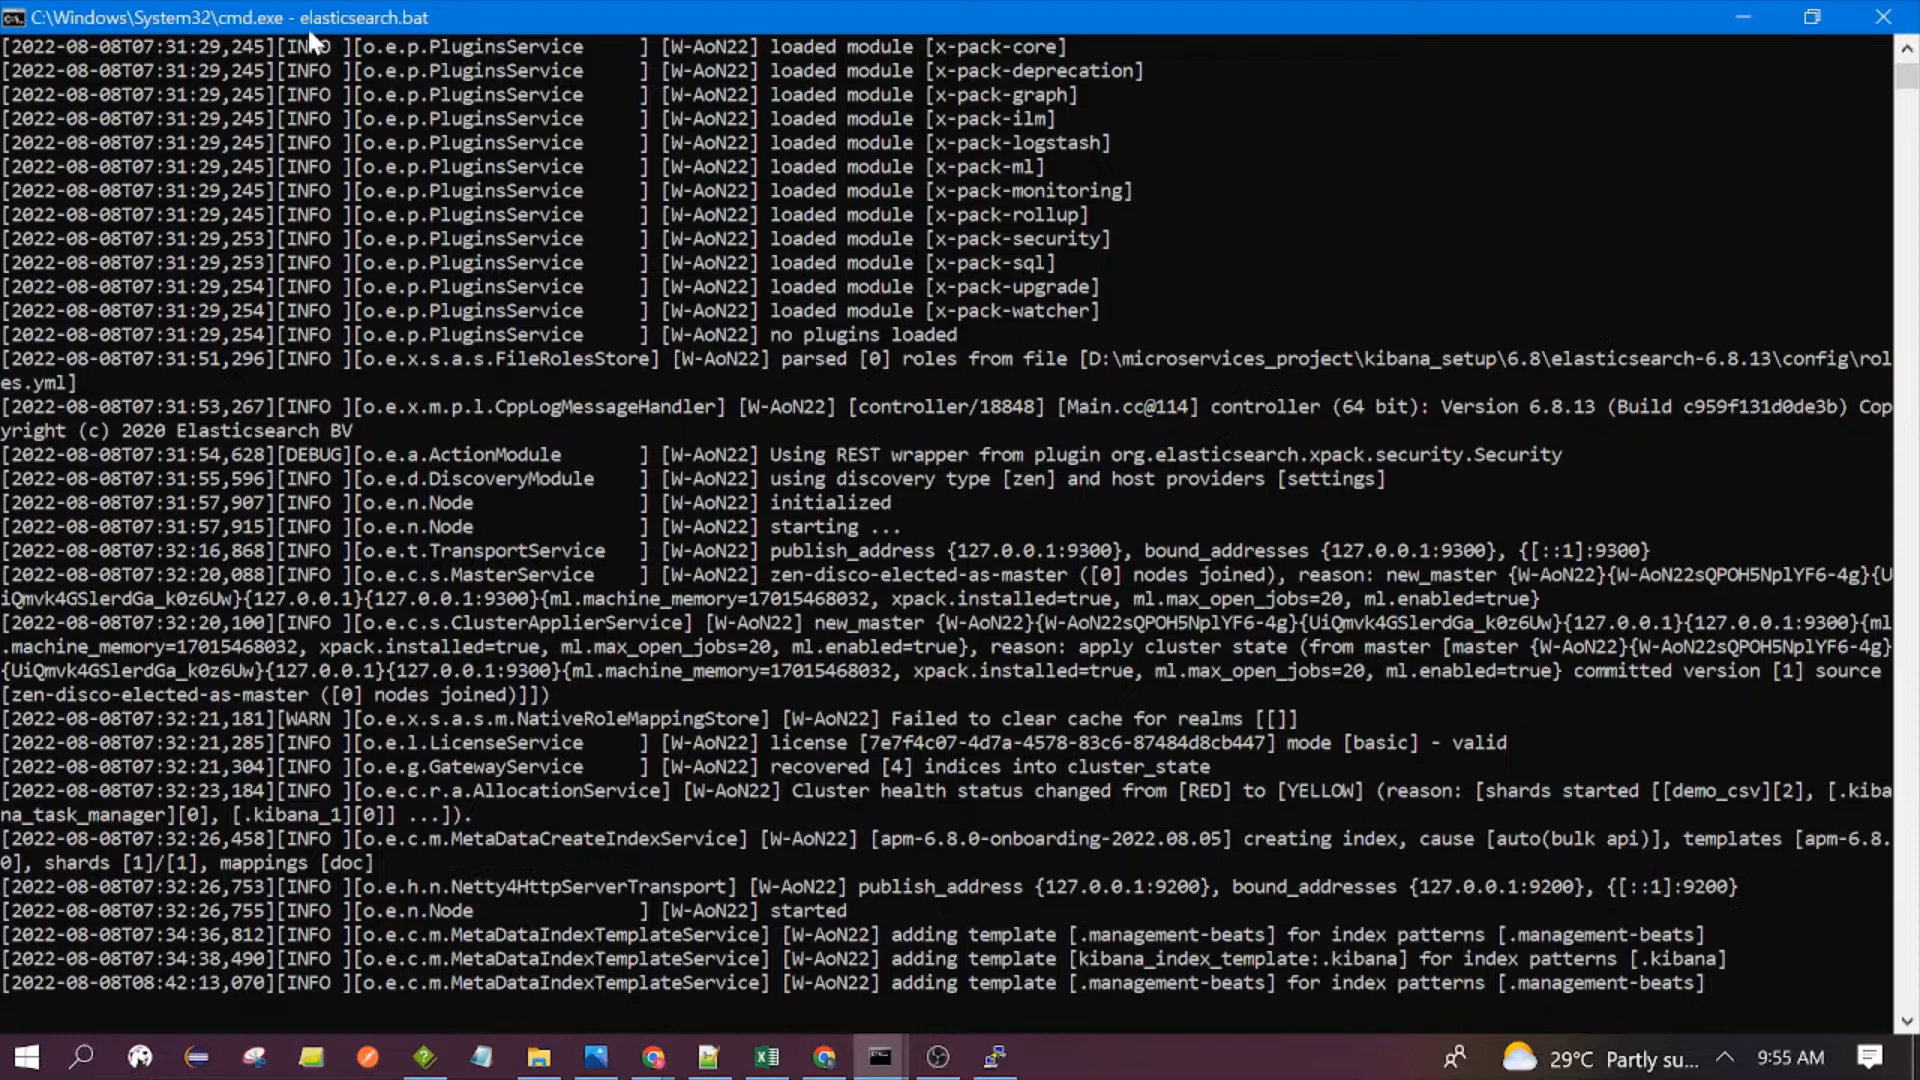 C:\Windows\System32\cmd.exe - elasticsearch.bat
[2022-08-08T07:31:29,245][INFO ][o.e.p.PluginsService     ] [W-AoN22] loaded module [x-pack-core]
[2022-08-08T07:31:29,245][INFO ][o.e.p.PluginsService     ] [W-AoN22] loaded module [x-pack-deprecation]
[2022-08-08T07:31:29,245][INFO ][o.e.p.PluginsService     ] [W-AoN22] loaded module [x-pack-graph]
[2022-08-08T07:31:29,245][INFO ][o.e.p.PluginsService     ] [W-AoN22] loaded module [x-pack-ilm]
[2022-08-08T07:31:29,245][INFO ][o.e.p.PluginsService     ] [W-AoN22] loaded module [x-pack-logstash]
[2022-08-08T07:31:29,245][INFO ][o.e.p.PluginsService     ] [W-AoN22] loaded module [x-pack-ml]
[2022-08-08T07:31:29,245][INFO ][o.e.p.PluginsService     ] [W-AoN22] loaded module [x-pack-monitoring]
[2022-08-08T07:31:29,245][INFO ][o.e.p.PluginsService     ] [W-AoN22] loaded module [x-pack-rollup]
[2022-08-08T07:31:29,253][INFO ][o.e.p.PluginsService     ] [W-AoN22] loaded module [x-pack-security]
[2022-08-08T07:31:29,253][INFO ][o.e.p.PluginsService     ] [W-AoN22] loaded module [x-pack-sql]
[2022-08-08T07:31:29,254][INFO ][o.e.p.PluginsService     ] [W-AoN22] loaded module [x-pack-upgrade]
[2022-08-08T07:31:29,254][INFO ][o.e.p.PluginsService     ] [W-AoN22] loaded module [x-pack-watcher]
[2022-08-08T07:31:29,254][INFO ][o.e.p.PluginsService     ] [W-AoN22] no plugins loaded
[2022-08-08T07:31:51,296][INFO ][o.e.x.s.a.s.FileRolesStore] [W-AoN22] parsed [0] roles from file [D:\microservices_project\kibana_setup\6.8\elasticsearch-6.8.13\config\rol
es.yml]
[2022-08-08T07:31:53,267][INFO ][o.e.x.m.p.l.CppLogMessageHandler] [W-AoN22] [controller/18848] [Main.cc@114] controller (64 bit): Version 6.8.13 (Build c959f131d0de3b) Cop
yright (c) 2020 Elasticsearch BV
[2022-08-08T07:31:54,628][DEBUG][o.e.a.ActionModule       ] [W-AoN22] Using REST wrapper from plugin org.elasticsearch.xpack.security.Security
[2022-08-08T07:31:55,596][INFO ][o.e.d.DiscoveryModule    ] [W-AoN22] using discovery type [zen] and host providers [settings]
[2022-08-08T07:31:57,907][INFO ][o.e.n.Node               ] [W-AoN22] initialized
[2022-08-08T07:31:57,915][INFO ][o.e.n.Node               ] [W-AoN22] starting ...
[2022-08-08T07:32:16,868][INFO ][o.e.t.TransportService   ] [W-AoN22] publish_address {127.0.0.1:9300}, bound_addresses {127.0.0.1:9300}, {[::1]:9300}
[2022-08-08T07:32:20,088][INFO ][o.e.c.s.MasterService    ] [W-AoN22] zen-disco-elected-as-master ([0] nodes joined), reason: new_master {W-AoN22}{W-AoN22sQPOH5NplYF6-4g}{U
iQmvk4GSlerdGa_k0z6Uw}{127.0.0.1}{127.0.0.1:9300}{ml.machine_memory=17015468032, xpack.installed=true, ml.max_open_jobs=20, ml.enabled=true}
[2022-08-08T07:32:20,100][INFO ][o.e.c.s.ClusterApplierService] [W-AoN22] new_master {W-AoN22}{W-AoN22sQPOH5NplYF6-4g}{UiQmvk4GSlerdGa_k0z6Uw}{127.0.0.1}{127.0.0.1:9300}{ml
.machine_memory=17015468032, xpack.installed=true, ml.max_open_jobs=20, ml.enabled=true}, reason: apply cluster state (from master [master {W-AoN22}{W-AoN22sQPOH5NplYF6-4g}
{UiQmvk4GSlerdGa_k0z6Uw}{127.0.0.1}{127.0.0.1:9300}{ml.machine_memory=17015468032, xpack.installed=true, ml.max_open_jobs=20, ml.enabled=true} committed version [1] source
[zen-disco-elected-as-master ([0] nodes joined)]])
[2022-08-08T07:32:21,181][WARN ][o.e.x.s.a.s.m.NativeRoleMappingStore] [W-AoN22] Failed to clear cache for realms [[]]
[2022-08-08T07:32:21,285][INFO ][o.e.l.LicenseService     ] [W-AoN22] license [7e7f4c07-4d7a-4578-83c6-87484d8cb447] mode [basic] - valid
[2022-08-08T07:32:21,304][INFO ][o.e.g.GatewayService     ] [W-AoN22] recovered [4] indices into cluster_state
[2022-08-08T07:32:23,184][INFO ][o.e.c.r.a.AllocationService] [W-AoN22] Cluster health status changed from [RED] to [YELLOW] (reason: [shards started [[demo_csv][2], [.kiba
na_task_manager][0], [.kibana_1][0]] ...]).
[2022-08-08T07:32:26,458][INFO ][o.e.c.m.MetaDataCreateIndexService] [W-AoN22] [apm-6.8.0-onboarding-2022.08.05] creating index, cause [auto(bulk api)], templates [apm-6.8.
0], shards [1]/[1], mappings [doc]
[2022-08-08T07:32:26,753][INFO ][o.e.h.n.Netty4HttpServerTransport] [W-AoN22] publish_address {127.0.0.1:9200}, bound_addresses {127.0.0.1:9200}, {[::1]:9200}
[2022-08-08T07:32:26,755][INFO ][o.e.n.Node               ] [W-AoN22] started
[2022-08-08T07:34:36,812][INFO ][o.e.c.m.MetaDataIndexTemplateService] [W-AoN22] adding template [.management-beats] for index patterns [.management-beats]
[2022-08-08T07:34:38,490][INFO ][o.e.c.m.MetaDataIndexTemplateService] [W-AoN22] adding template [kibana_index_template:.kibana] for index patterns [.kibana]
[2022-08-08T08:42:13,070][INFO ][o.e.c.m.MetaDataIndexTemplateService] [W-AoN22] adding template [.management-beats] for index patterns [.management-beats]
29°C Partly su... 9:55 AM